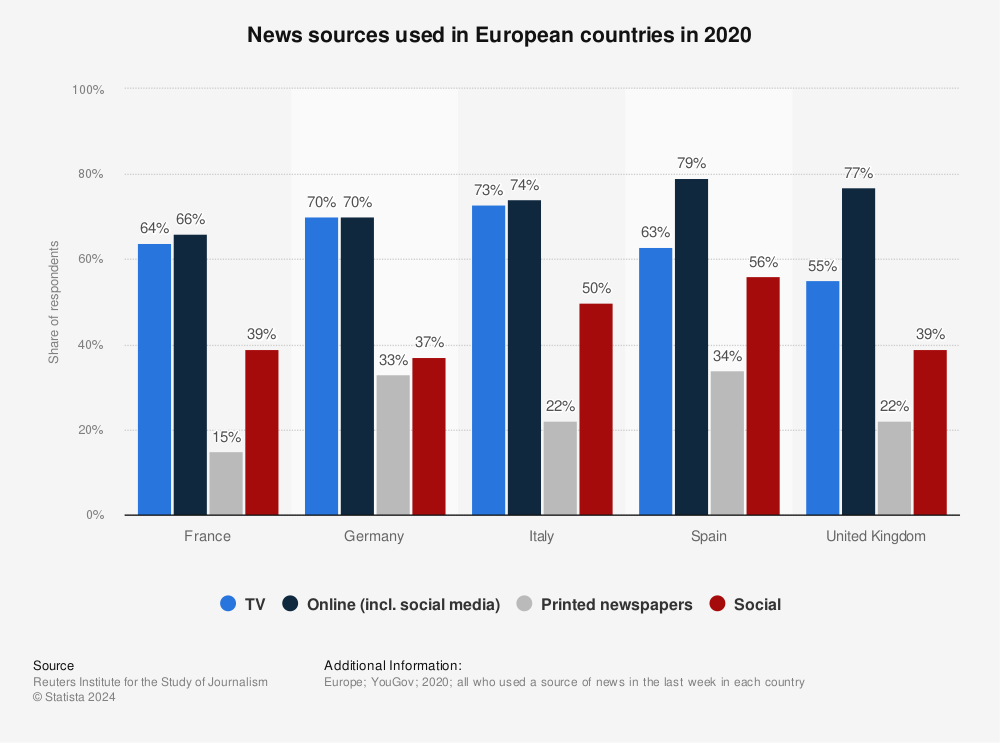 News sources used in European countries in 2020
Share of respondents
100%
80%
60%
40%
20%
0%
64% 66% 15% 39%
70% 70% 33% 37%
73% 74% 22% 50%
63% 79% 34% 56%
55% 77% 22% 39%
France Germany Italy Spain United Kingdom
TV Online (incl. social media) Printed newspapers Social
Source
Reuters Institute for the Study of Journalism
© Statista 2024
Additional Information:
Europe; YouGov; 2020; all who used a source of news in the last week in each country